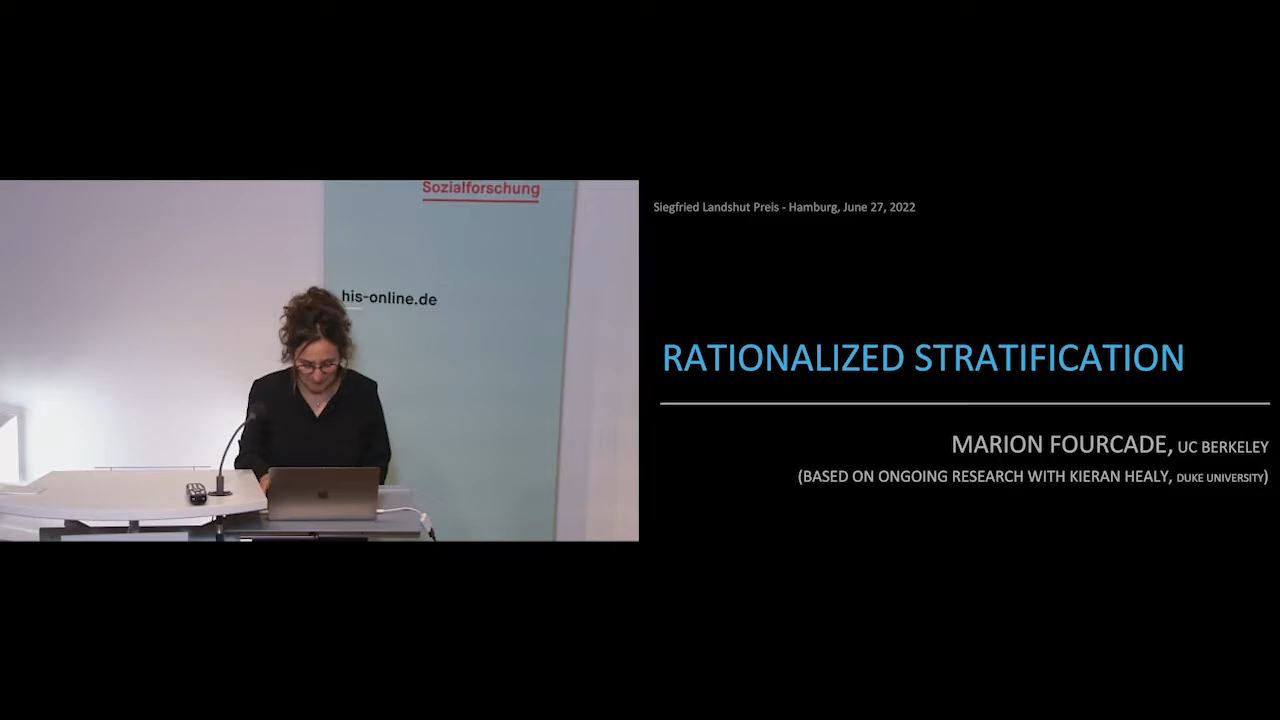 Sozialforschung
his-online.de
Siegfried Landshut Preis - Hamburg, June 27, 2022
RATIONALIZED STRATIFICATION
MARION FOURCADE, UC BERKELEY
(BASED ON ONGOING RESEARCH WITH KIERAN HEALY, DUKE UNIVERSITY)